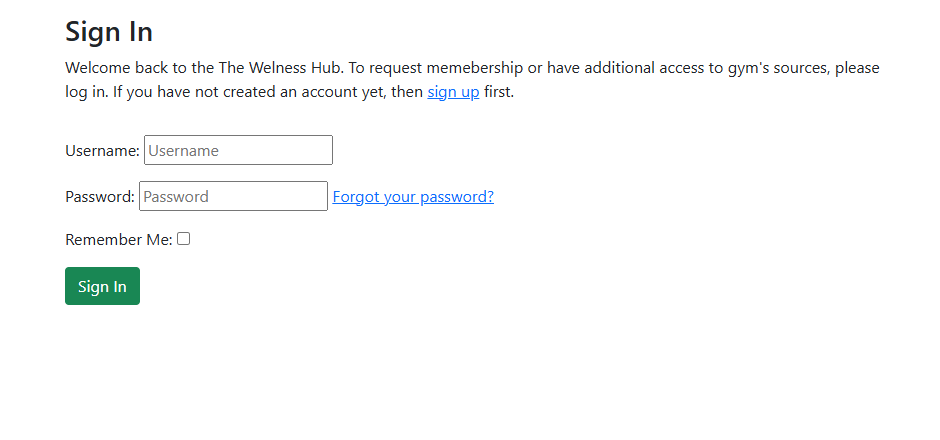 Sign In
Welcome back to the The Welness Hub. To request memebership or have additional access to gym's sources, please
log in. If you have not created an account yet, then sign up first.
Username: Username
Password: Password Forgot your password?
Remember Me:
Sign In